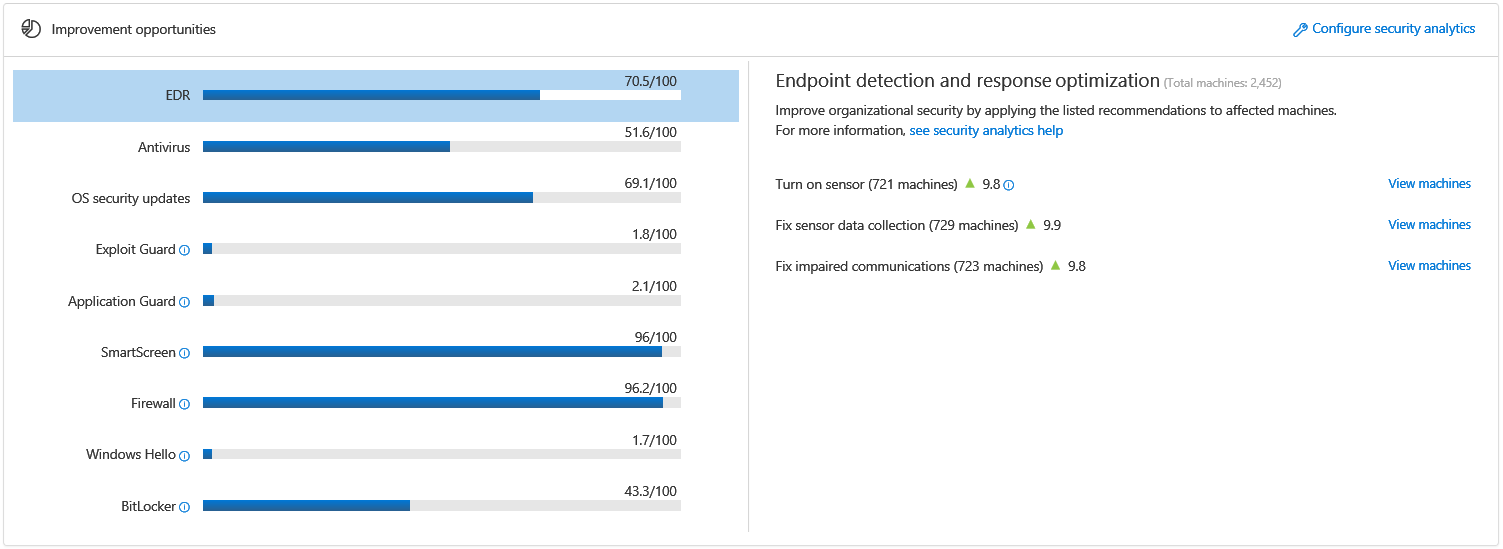 Improvement opportunities
Configure security analytics
EDR
70.5/100
Antivirus
51.6/100
OS security updates
69.1/100
Exploit Guard
1.8/100
Application Guard
2.1/100
SmartScreen
96/100
Firewall
96.2/100
Windows Hello
1.7/100
BitLocker
43.3/100
Endpoint detection and response optimization (Total machines: 2,452)
Improve organizational security by applying the listed recommendations to affected machines.
For more information, see security analytics help
Turn on sensor (721 machines) 9.8 View machines
Fix sensor data collection (729 machines) 9.9 View machines
Fix impaired communications (723 machines) 9.8 View machines